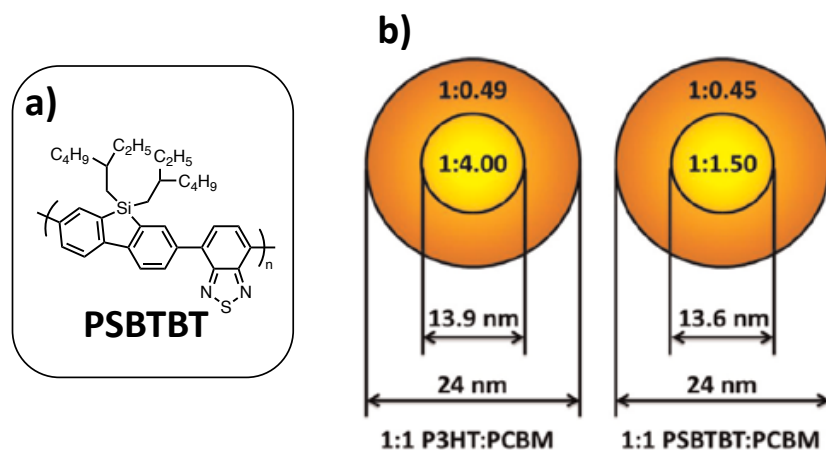 a)
C4H9
C2H5
C2H5
C4H9
Si
n
N
S
N
PSBTBT
b)
1:0.49
1:4.00
13.9 nm
24 nm
1:1 P3HT:PCBM
1:0.45
1:1.50
13.6 nm
24 nm
1:1 PSBTBT:PCBM